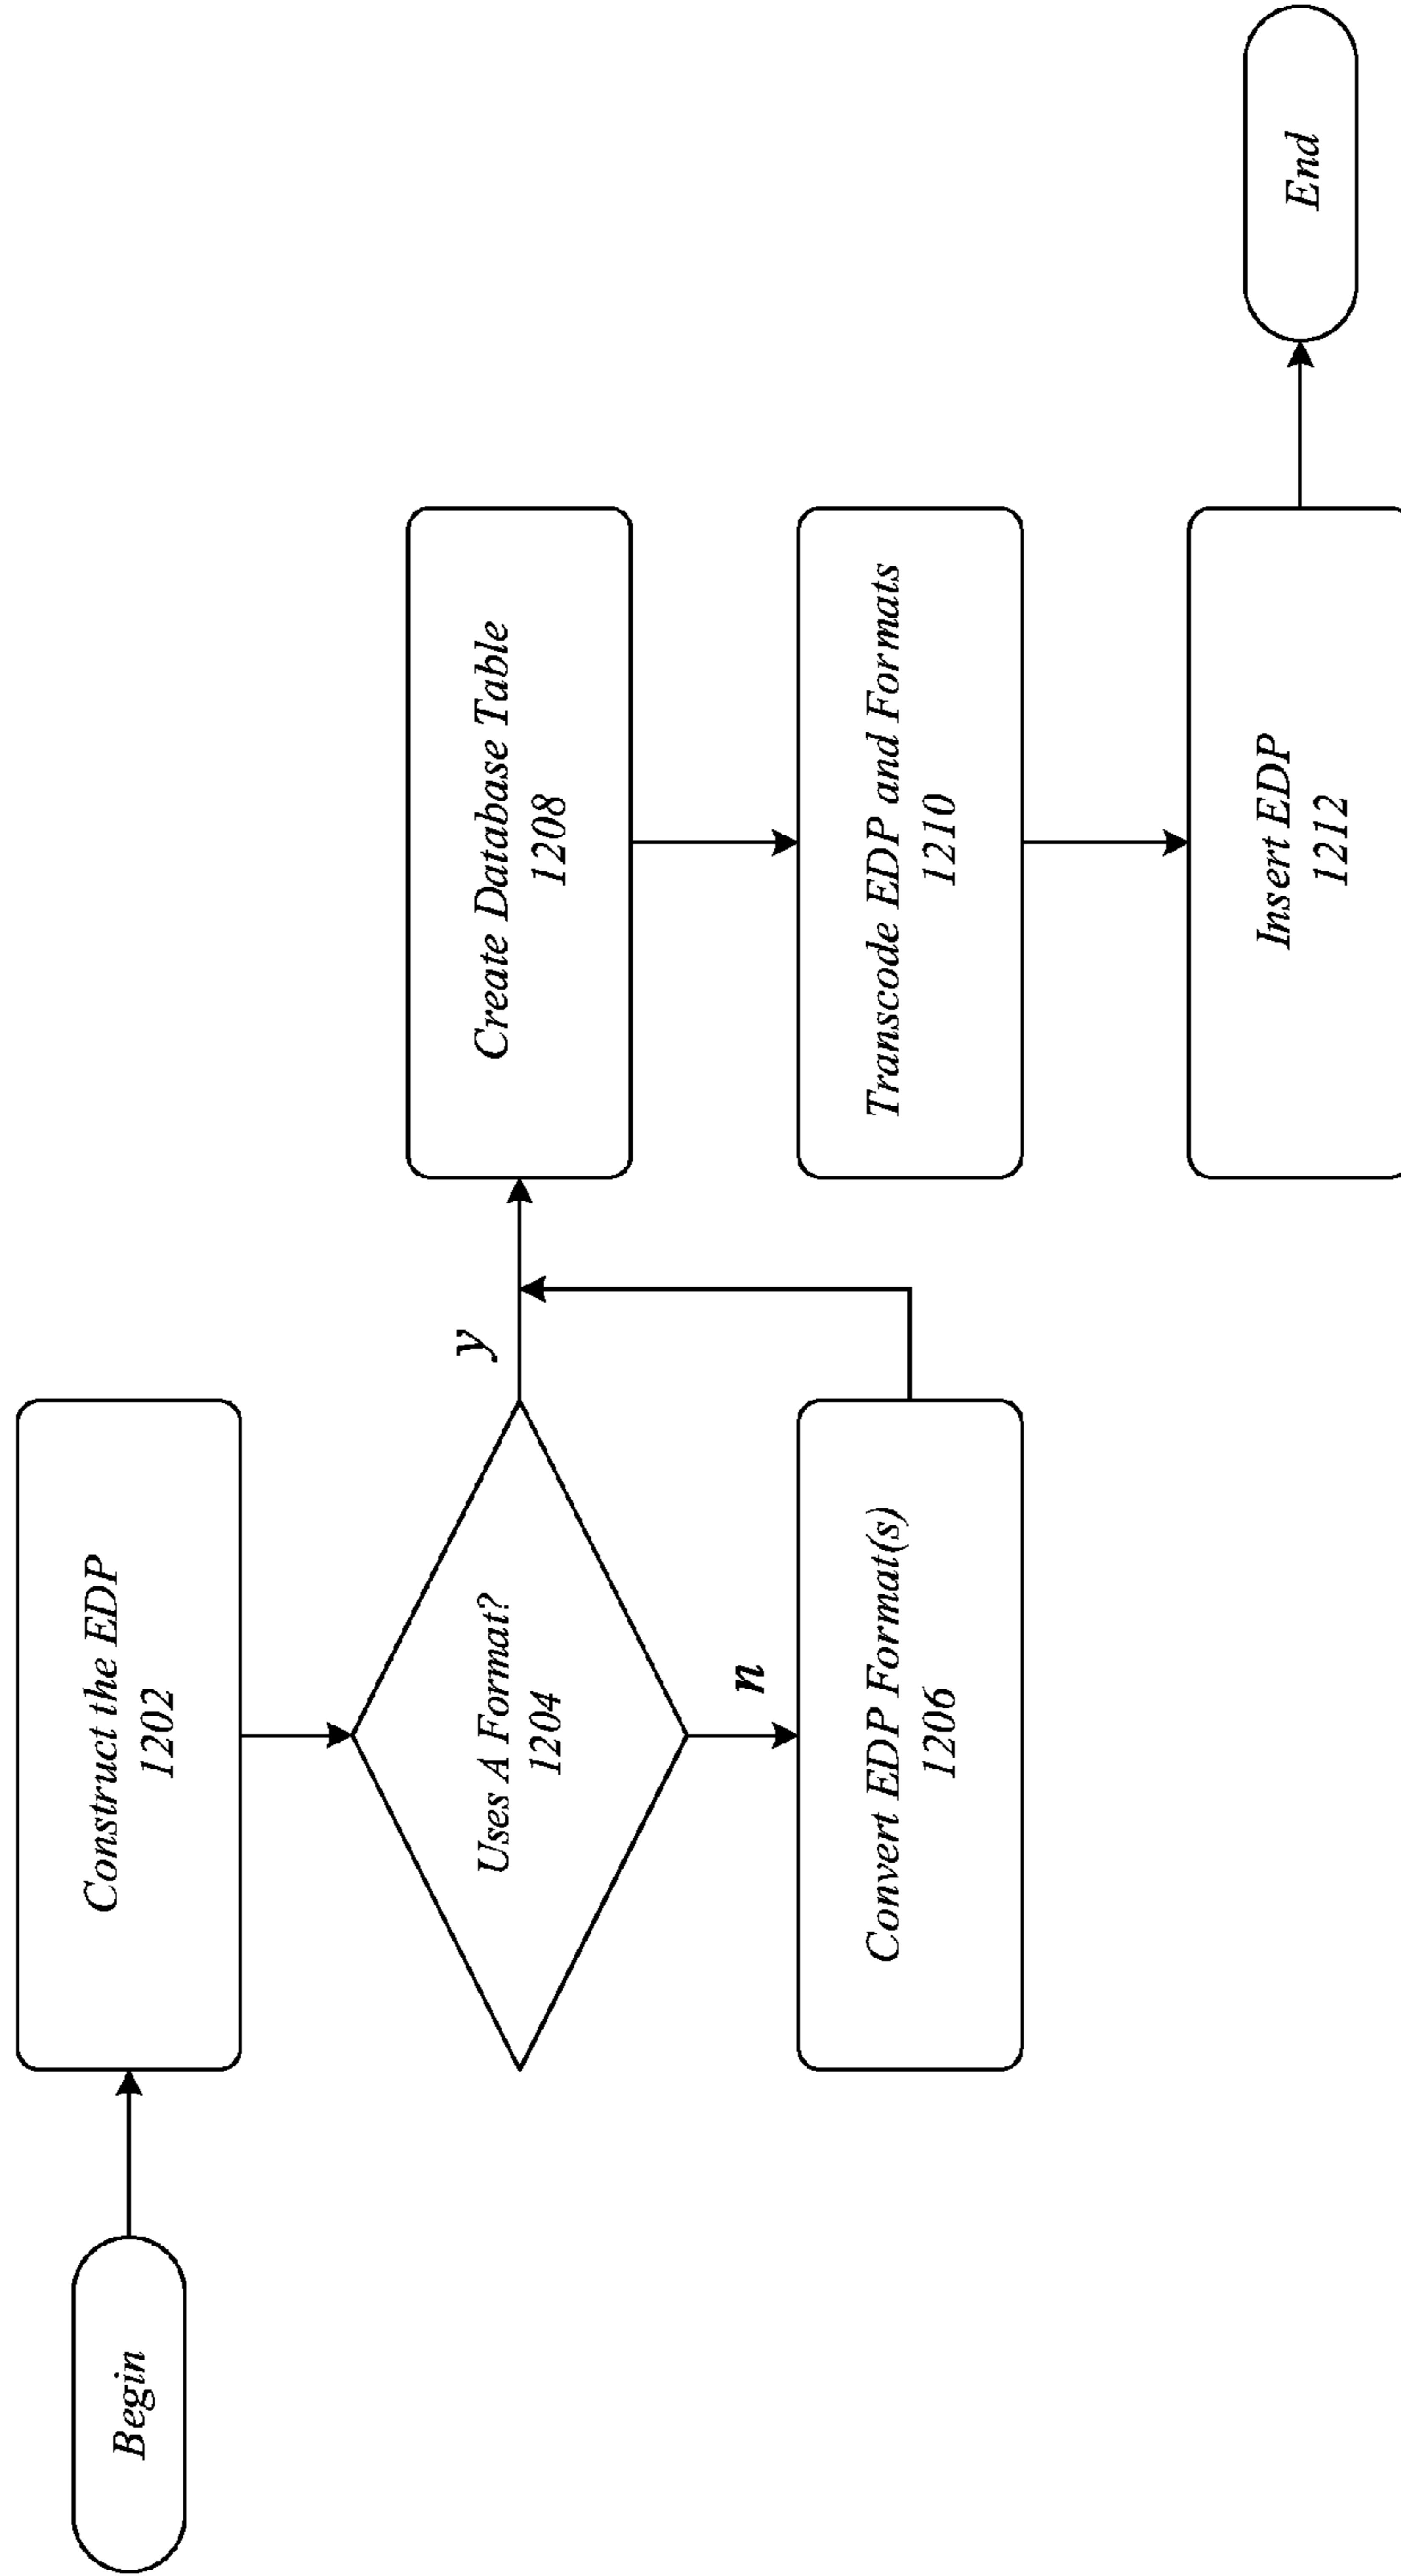 Begin
Construct the EDP
1202
Uses A Format?
1204
y
n
Convert EDP Format(s)
1206
Create Database Table
1208
Transcode EDP and Formats
1210
Insert EDP
1212
End